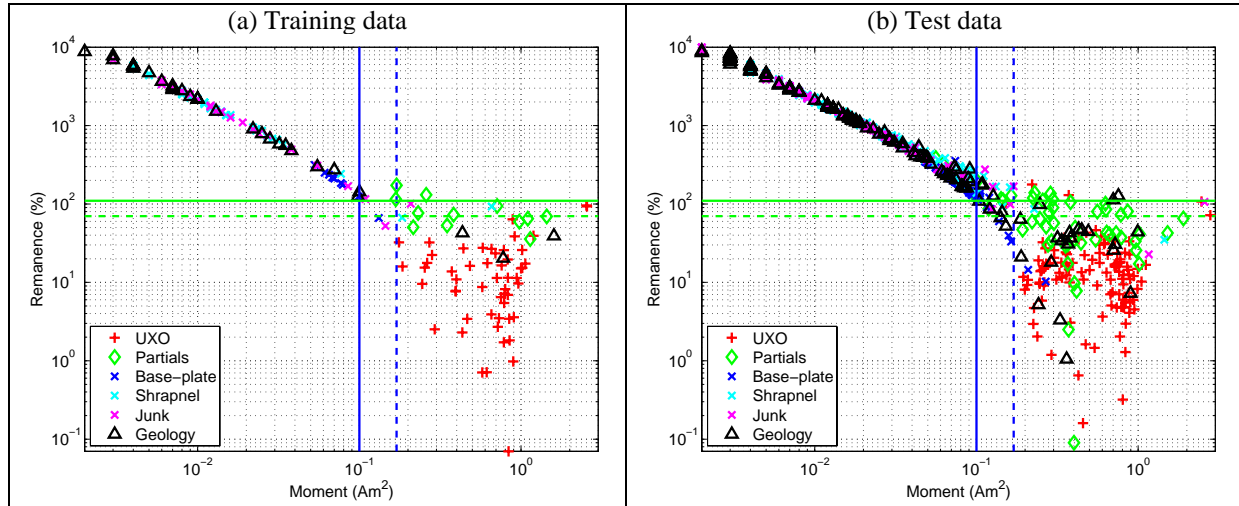 (a) Training data
10^4
10^3
10^2
10^1
10^0
10^-1
Remanence (%)
UXO
Partials
Base-plate
Shrapnel
Junk
Geology
10^-2
10^-1
10^0
Moment (Am^2)
(b) Test data
10^4
10^3
10^2
10^1
10^0
10^-1
Remanence (%)
UXO
Partials
Base-plate
Shrapnel
Junk
Geology
10^-2
10^-1
10^0
Moment (Am^2)